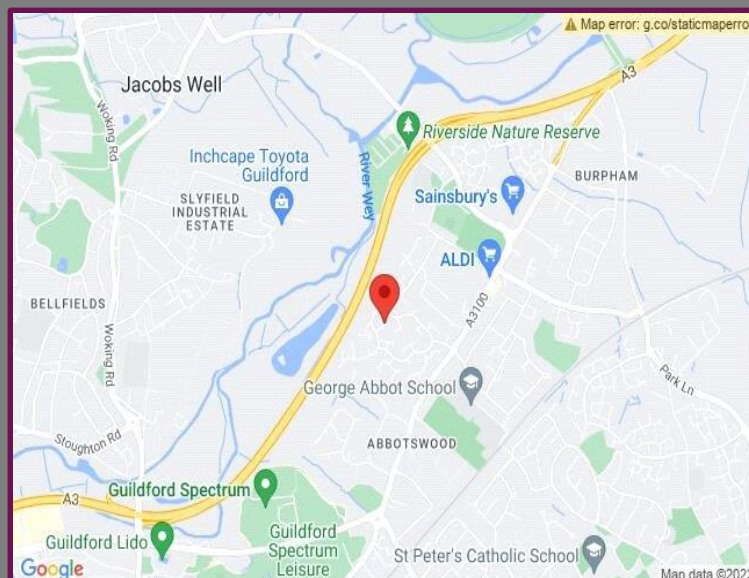 Map error: g.co/staticmaperro
A3
Jacobs Well
Woking Rd
Riverside Nature Reserve
Inchcape Toyota
Guildford
River Wey
BURPHAM
Sainsbury's
SLYFIELD
INDUSTRIAL
ESTATE
ALDI
BELLFIELDS
A3100
Woking Rd
George Abbot School
Park Ln
Stoughton Rd
ABBOTSWOOD
Guildford Spectrum
A3
Guildford Lido
Guildford
Spectrum
Leisure
St Peter's Catholic School
Google
Map data ©202